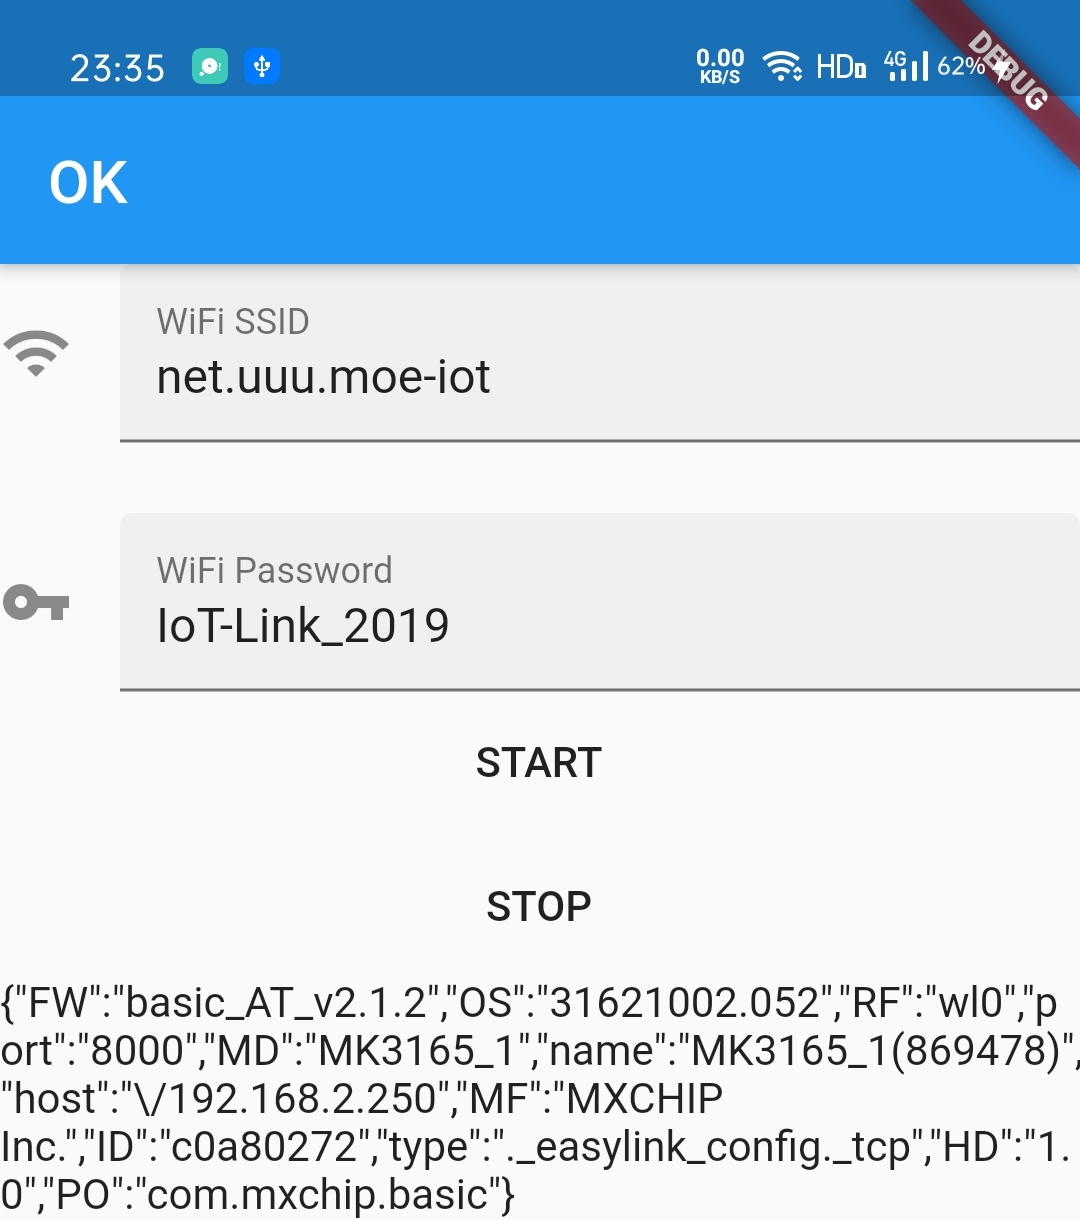 23:35 0.00 KB/S HD 4G 62% DEBUG
OK
WiFi SSID
net.uuu.moe-iot
WiFi Password
IoT-Link_2019
START
STOP
{"FW":"basic_AT_v2.1.2","OS":"31621002.052","RF":"wl0","p
ort":"8000","MD":"MK3165_1","name":"MK3165_1(869478)",
"host":"\/192.168.2.250","MF":"MXCHIP
Inc.","ID":"c0a80272","type":"._easylink_config._tcp","HD":"1.
0","PO":"com.mxchip.basic"}